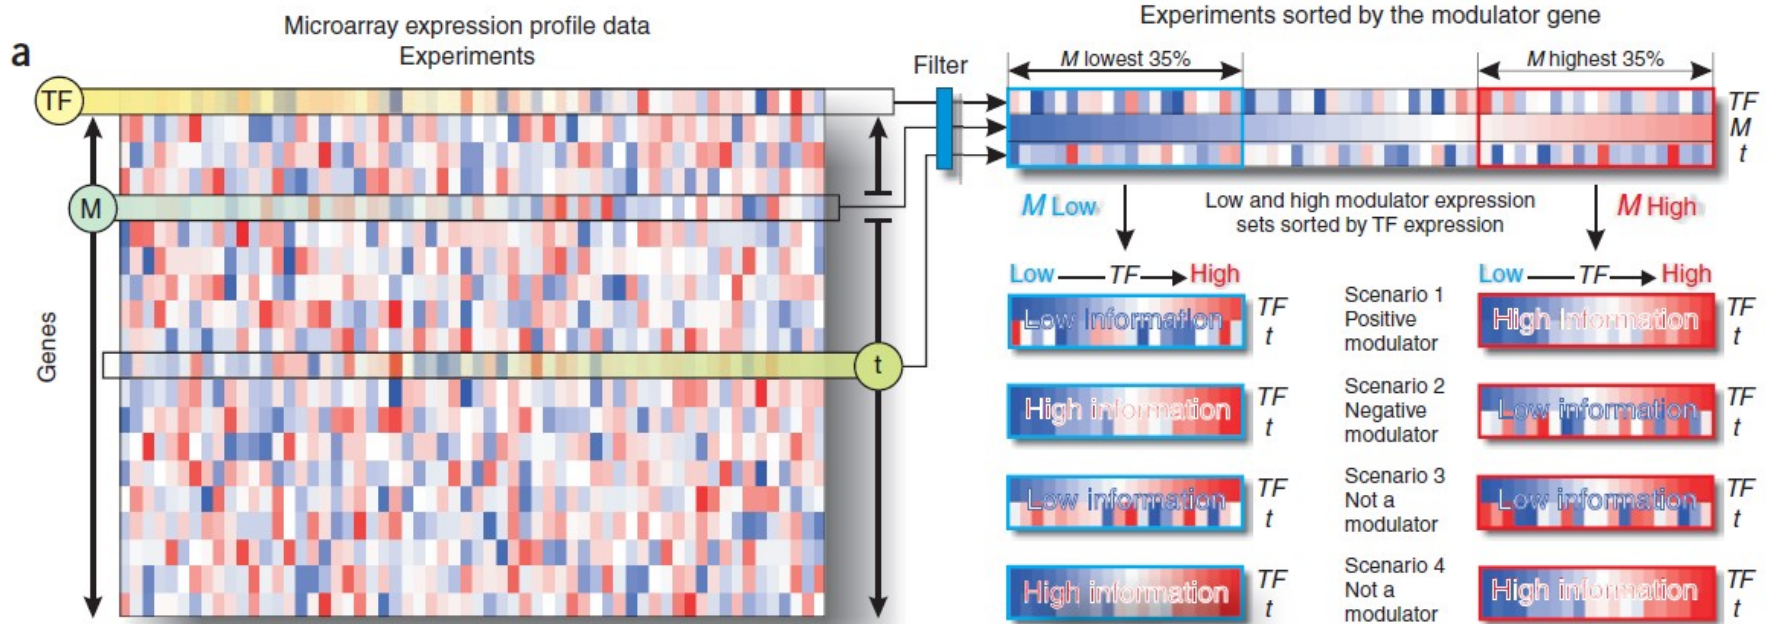 a
Microarray expression profile data
Experiments
Experiments sorted by the modulator gene
Filter
M lowest 35%
M highest 35%
TF
TF
M
t
M
Genes
t
M Low
Low and high modulator expression
sets sorted by TF expression
M High
Low TF High
Low TF High
Low Information
TF
t
Scenario 1
Positive
modulator
High Information
TF
t
High information
TF
t
Scenario 2
Negative
modulator
Low information
TF
t
Low information
TF
t
Scenario 3
Not a
modulator
Low information
TF
t
High information
TF
t
Scenario 4
Not a
modulator
High information
TF
t